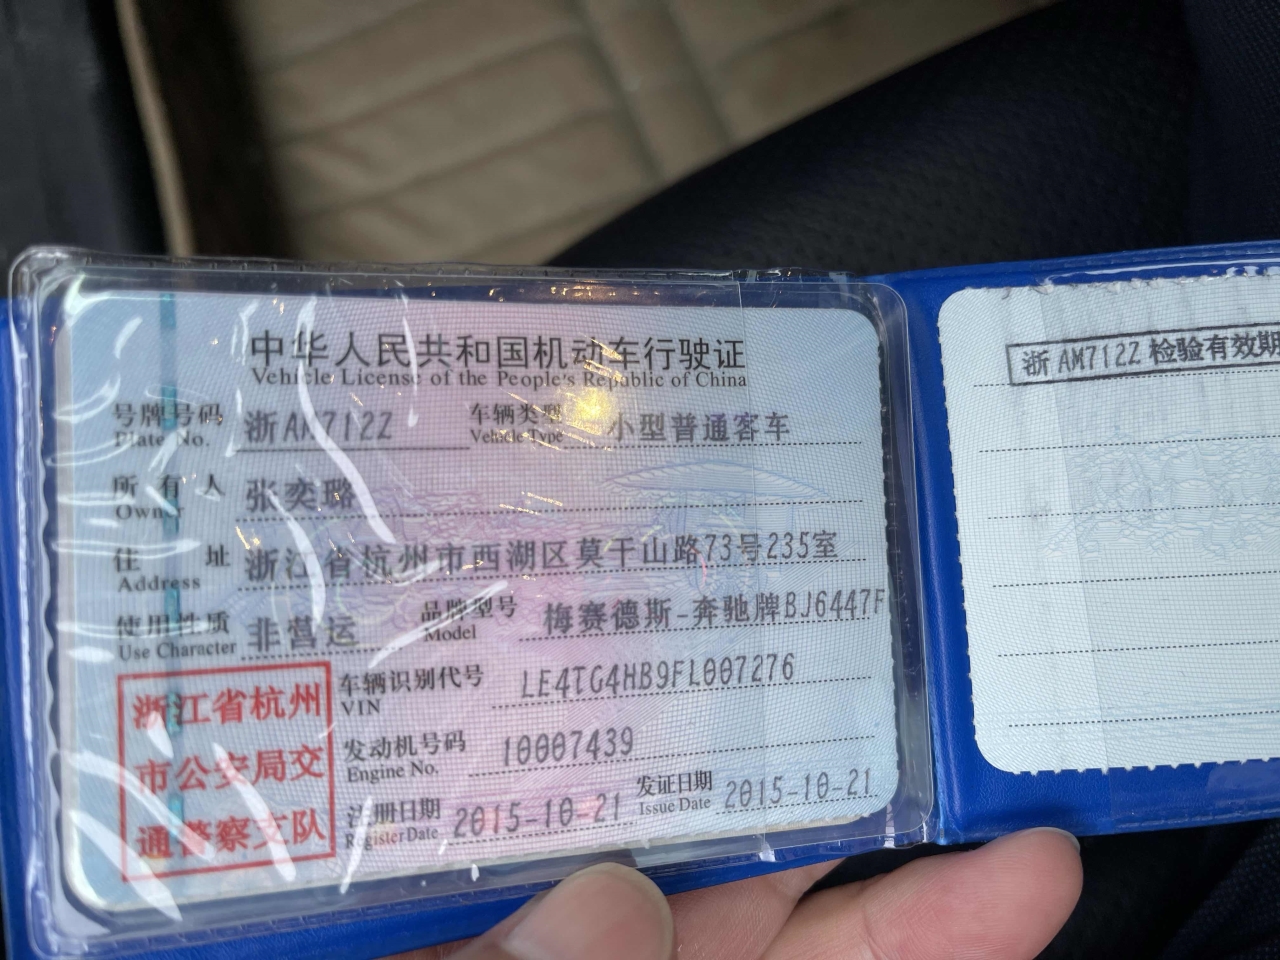 中华人民共和国机动车行驶证
Vehicle License of the People's Republic of China
号牌号码 浙AM712Z 车辆类型 小型普通客车
Plate No. Vehicle Type
所有人 张奕璐
Owner
住址 浙江省杭州市西湖区莫干山路73号235室
Address
使用性质 非营运 品牌型号 梅赛德斯-奔驰牌BJ6447F
Use Character Model
车辆识别代号 LE4TG4HB9FL007276
VIN
发动机号码 10007439
Engine No.
注册日期 2015-10-21 发证日期 2015-10-21
Register Date Issue Date
浙江省杭州
市公安局交
通警察支队
浙AM712Z检验有效期